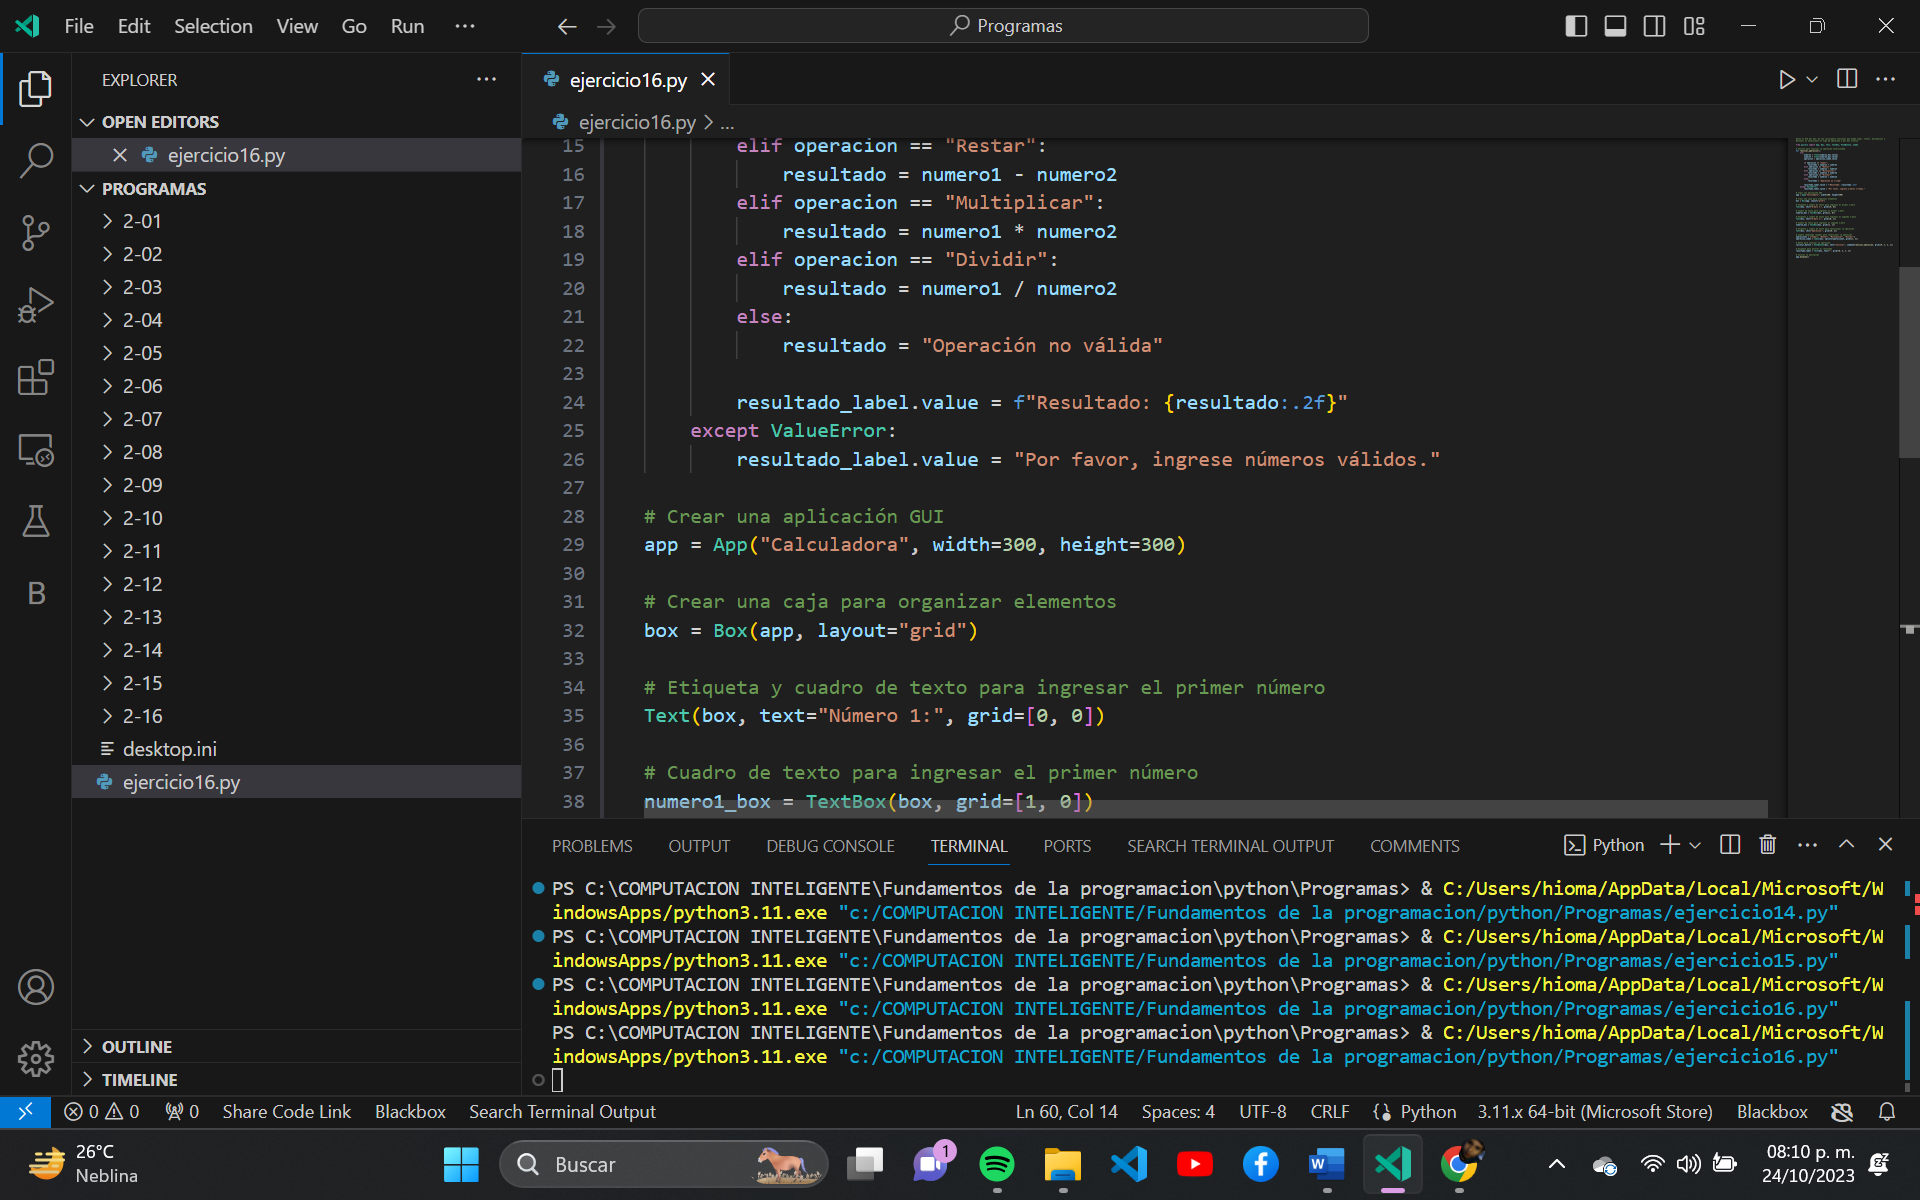 File Edit Selection View Go Run ···
Programas
EXPLORER
OPEN EDITORS
ejercicio16.py
PROGRAMAS
2-01
2-02
2-03
2-04
2-05
2-06
2-07
2-08
2-09
2-10
2-11
2-12
2-13
2-14
2-15
2-16
desktop.ini
ejercicio16.py
OUTLINE
TIMELINE
B
ejercicio16.py
ejercicio16.py > ...
15 elif operacion == "Restar":
16 resultado = numero1 - numero2
17 elif operacion == "Multiplicar":
18 resultado = numero1 * numero2
19 elif operacion == "Dividir":
20 resultado = numero1 / numero2
21 else:
22 resultado = "Operación no válida"
23
24 resultado_label.value = f"Resultado: {resultado:.2f}"
25 except ValueError:
26 resultado_label.value = "Por favor, ingrese números válidos."
27
28 # Crear una aplicación GUI
29 app = App("Calculadora", width=300, height=300)
30
31 # Crear una caja para organizar elementos
32 box = Box(app, layout="grid")
33
34 # Etiqueta y cuadro de texto para ingresar el primer número
35 Text(box, text="Número 1:", grid=[0, 0])
36
37 # Cuadro de texto para ingresar el primer número
38 numero1_box = TextBox(box, grid=[1, 0])
PROBLEMS OUTPUT DEBUG CONSOLE TERMINAL PORTS SEARCH TERMINAL OUTPUT COMMENTS Python
PS C:\COMPUTACION INTELIGENTE\Fundamentos de la programacion\python\Programas> & C:/Users/hioma/AppData/Local/Microsoft/W
indowsApps/python3.11.exe "c:/COMPUTACION INTELIGENTE/Fundamentos de la programacion/python/Programas/ejercicio14.py"
PS C:\COMPUTACION INTELIGENTE\Fundamentos de la programacion\python\Programas> & C:/Users/hioma/AppData/Local/Microsoft/W
indowsApps/python3.11.exe "c:/COMPUTACION INTELIGENTE/Fundamentos de la programacion/python/Programas/ejercicio15.py"
PS C:\COMPUTACION INTELIGENTE\Fundamentos de la programacion\python\Programas> & C:/Users/hioma/AppData/Local/Microsoft/W
indowsApps/python3.11.exe "c:/COMPUTACION INTELIGENTE/Fundamentos de la programacion/python/Programas/ejercicio16.py"
PS C:\COMPUTACION INTELIGENTE\Fundamentos de la programacion\python\Programas> & C:/Users/hioma/AppData/Local/Microsoft/W
indowsApps/python3.11.exe "c:/COMPUTACION INTELIGENTE/Fundamentos de la programacion/python/Programas/ejercicio16.py"
0 0 0 Share Code Link Blackbox Search Terminal Output Ln 60, Col 14 Spaces: 4 UTF-8 CRLF Python 3.11.x 64-bit (Microsoft Store) Blackbox
26°C
Neblina
Buscar
1
08:10 p. m.
24/10/2023